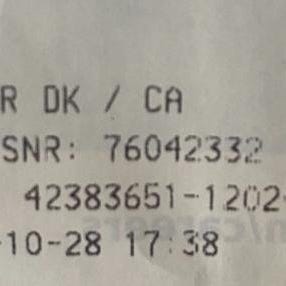 R DK / CA
SNR: 76042332
42383651-1202-
-10-28 17:38